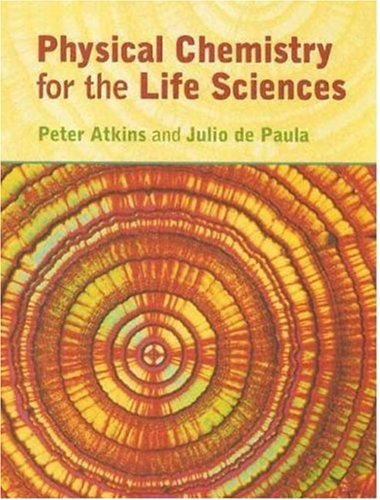 Physical Chemistry
for the Life Sciences
Peter Atkins and Julio de Paula